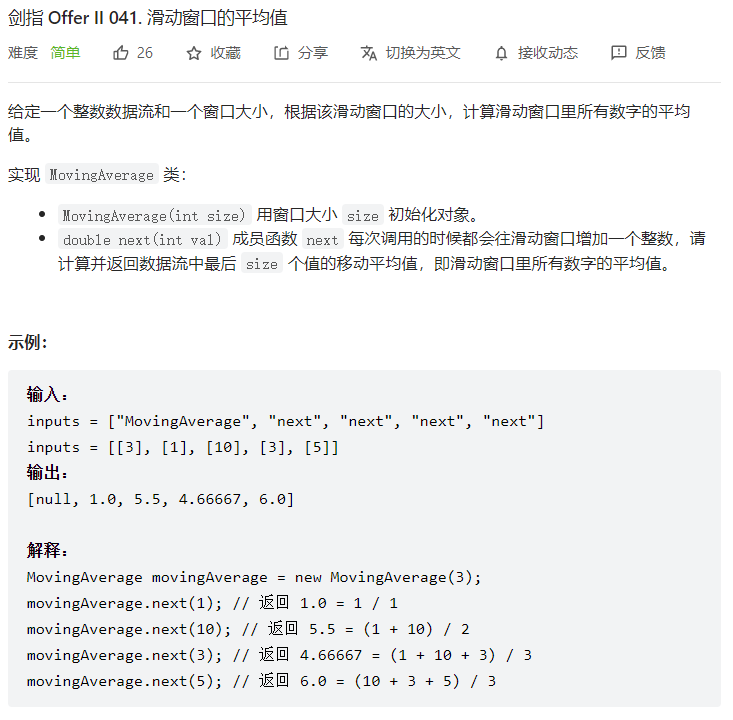 剑指 Offer II 041. 滑动窗口的平均值
难度 简单 26 收藏 分享 切换为英文 接收动态 反馈
给定一个整数数据流和一个窗口大小，根据该滑动窗口的大小，计算滑动窗口里所有数字的平均
值。
实现 MovingAverage 类：
MovingAverage(int size) 用窗口大小 size 初始化对象。
double next(int val) 成员函数 next 每次调用的时候都会往滑动窗口增加一个整数，请
计算并返回数据流中最后 size 个值的移动平均值，即滑动窗口里所有数字的平均值。
示例：
输入：
inputs = ["MovingAverage", "next", "next", "next", "next"]
inputs = [[3], [1], [10], [3], [5]]
输出：
[null, 1.0, 5.5, 4.66667, 6.0]
解释：
MovingAverage movingAverage = new MovingAverage(3);
movingAverage.next(1); // 返回 1.0 = 1 / 1
movingAverage.next(10); // 返回 5.5 = (1 + 10) / 2
movingAverage.next(3); // 返回 4.66667 = (1 + 10 + 3) / 3
movingAverage.next(5); // 返回 6.0 = (10 + 3 + 5) / 3